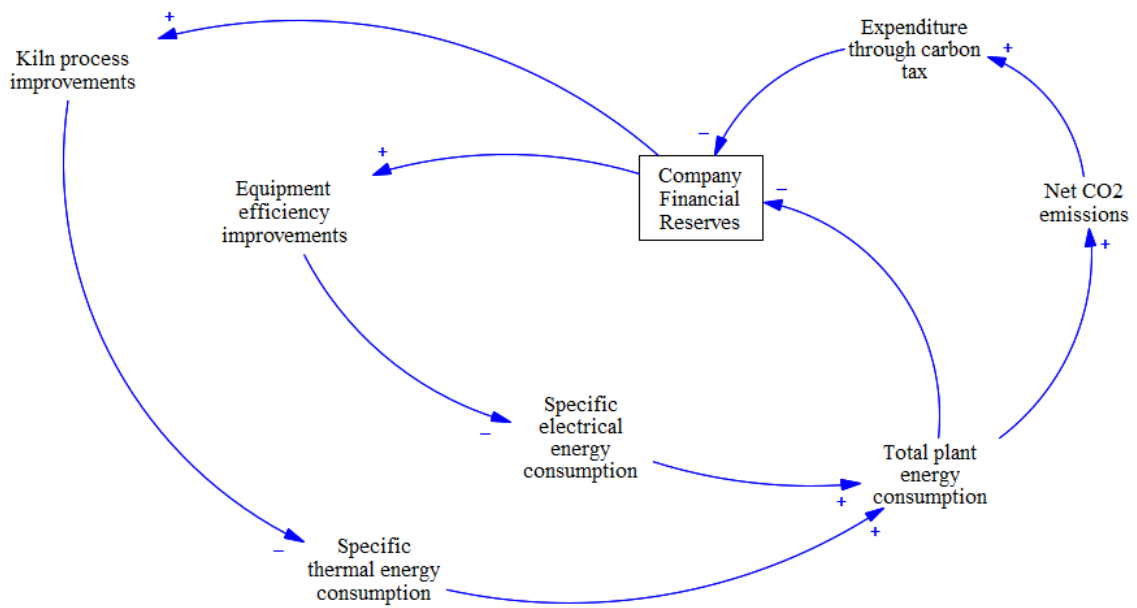 +
Kiln process
improvements
Expenditure
through carbon
tax
+
−
+
Company
Financial
Reserves
−
Equipment
efficiency
improvements
Net CO2
emissions
+
−
Specific
electrical
energy
consumption
Total plant
energy
consumption
+
+
−
Specific
thermal energy
consumption